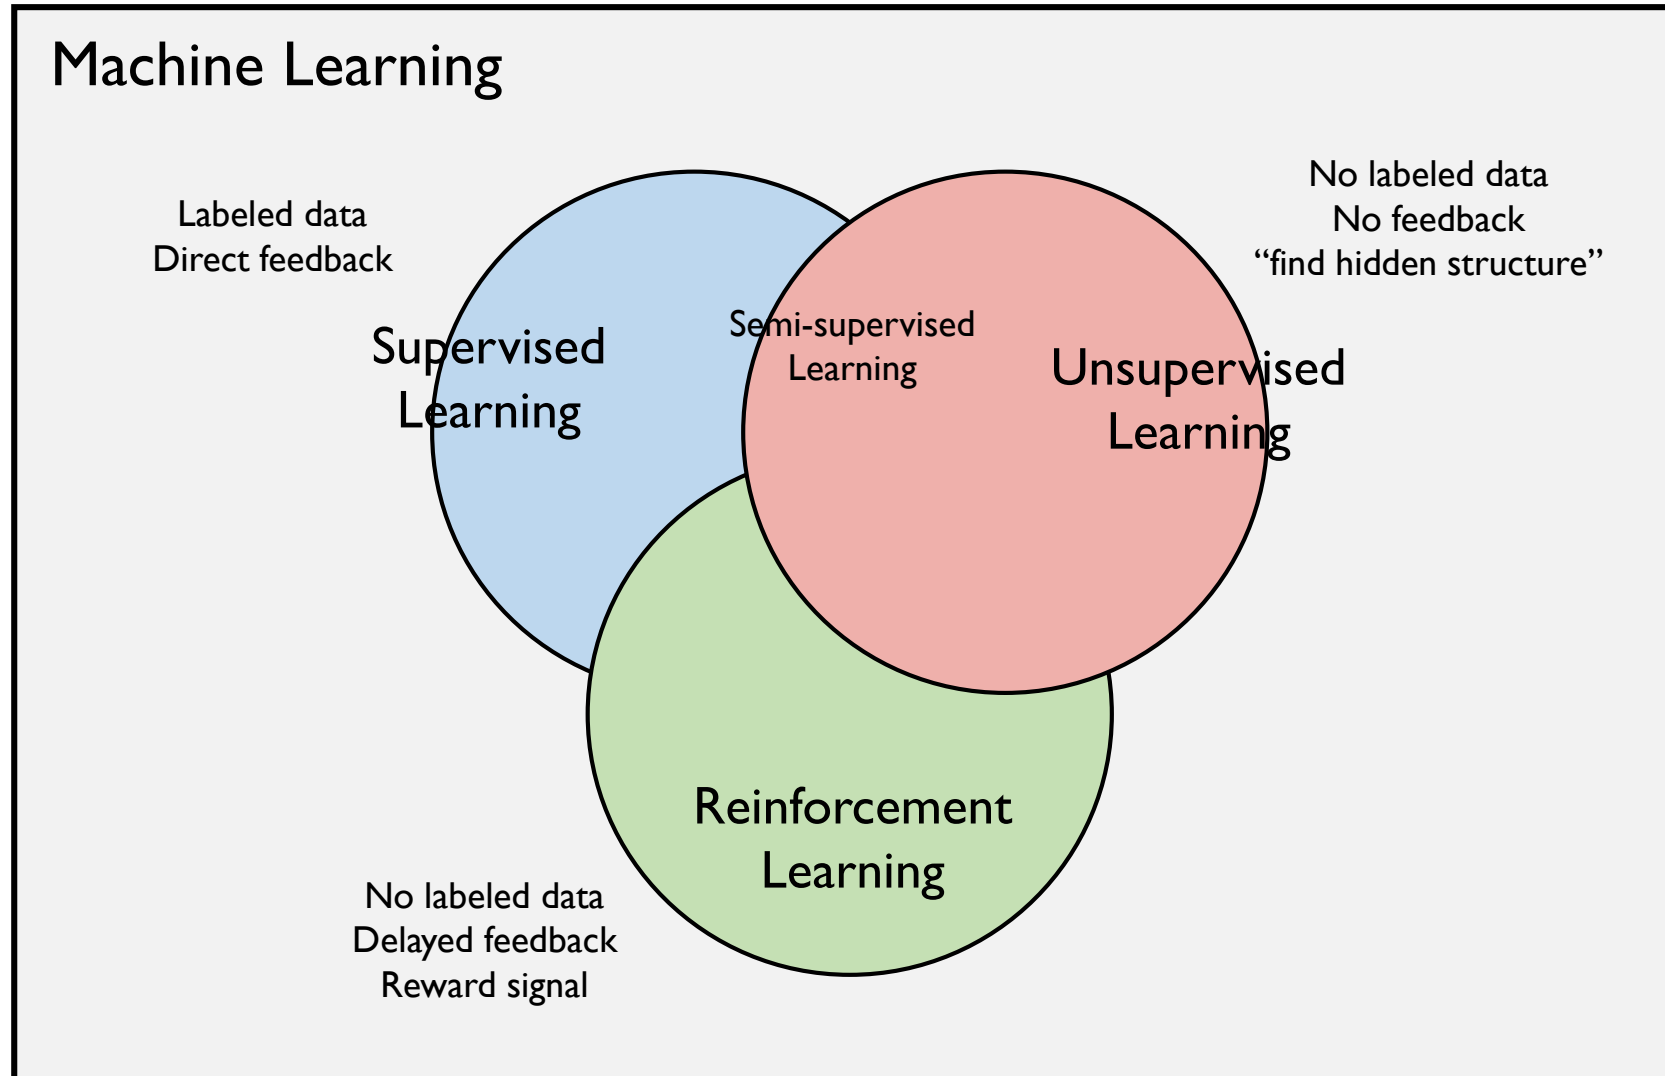 Machine Learning
Labeled data
Direct feedback
No labeled data
No feedback
“find hidden structure”
Supervised
Learning
Semi-supervised
Learning
Unsupervised
Learning
Reinforcement
Learning
No labeled data
Delayed feedback
Reward signal